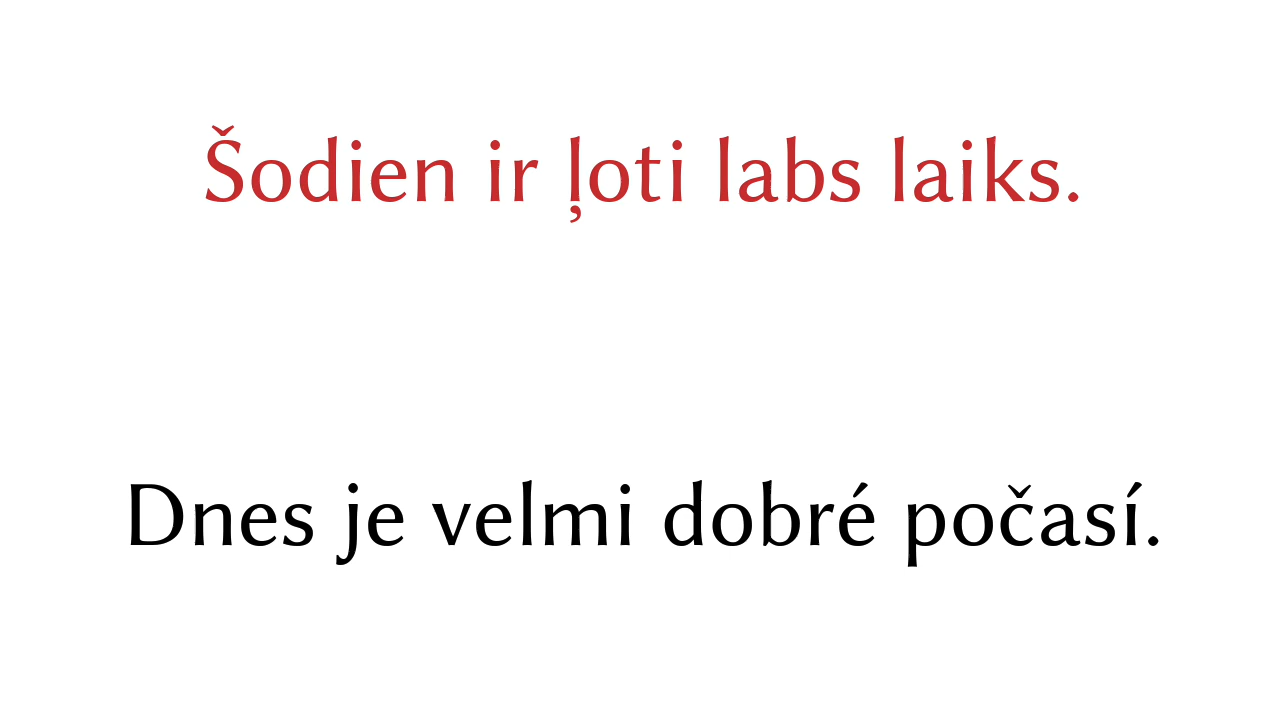 Šodien ir ļoti labs laiks.
Dnes je velmi dobré počasí.